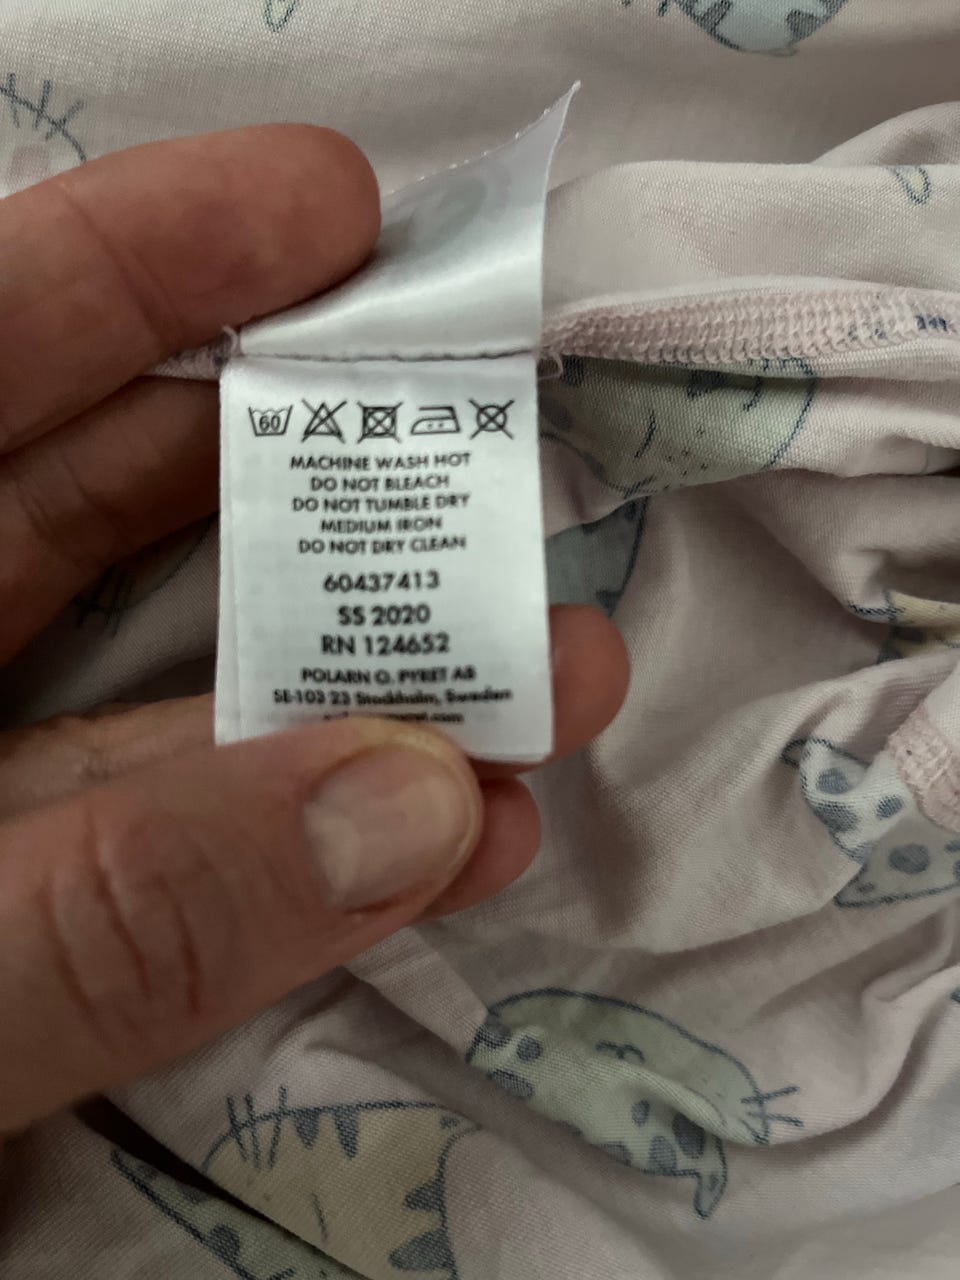 60
MACHINE WASH HOT
DO NOT BLEACH
DO NOT TUMBLE DRY
MEDIUM IRON
DO NOT DRY CLEAN
60437413
SS 2020
RN 124652
POLARN O. PYRET AB
SE-103 23 Stockholm, Sweden